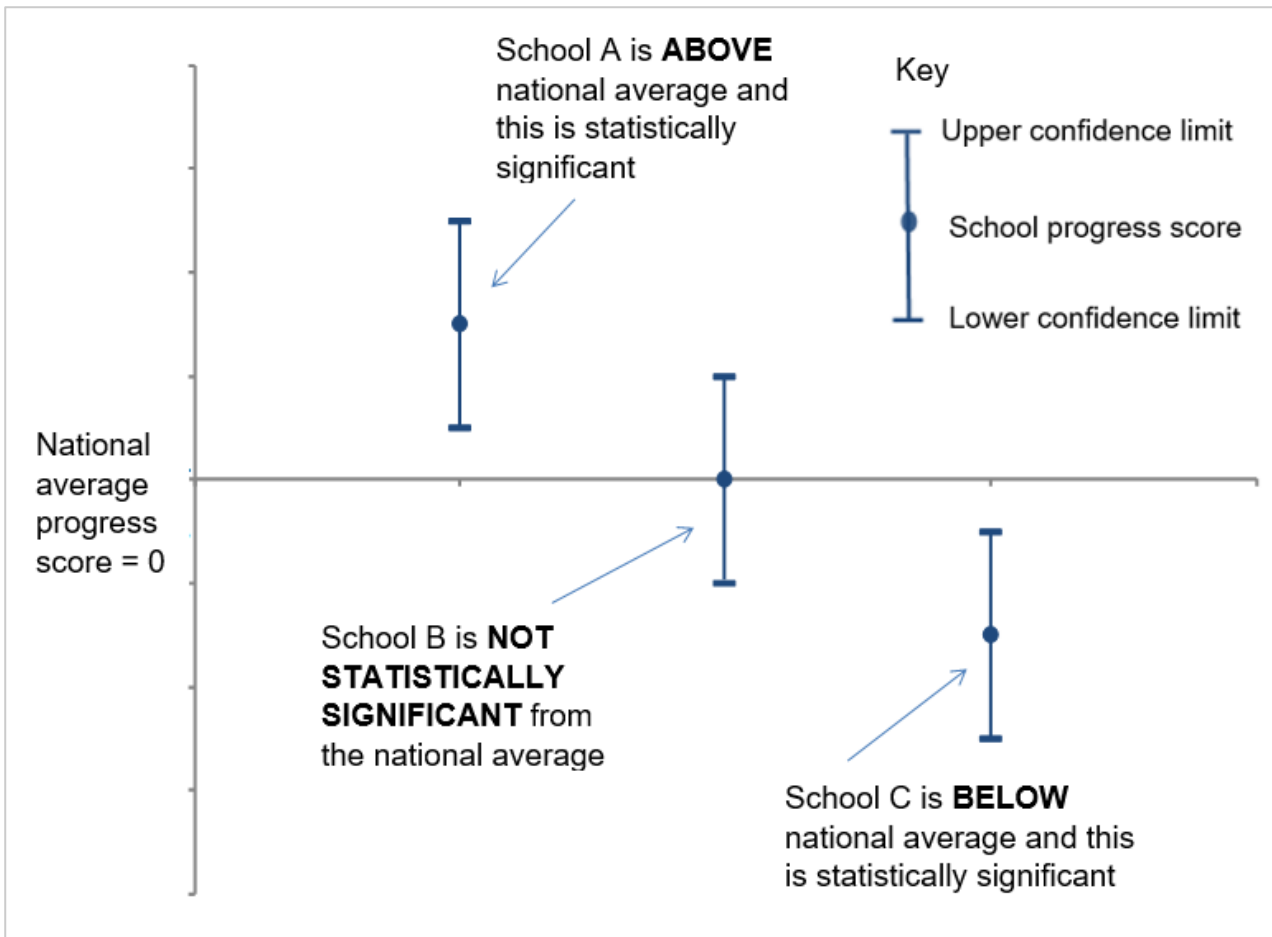 School A is ABOVE
national average and
this is statistically
significant
Key
Upper confidence limit
School progress score
Lower confidence limit
National
average
progress
score = 0
School B is NOT
STATISTICALLY
SIGNIFICANT from
the national average
School C is BELOW
national average and this
is statistically significant